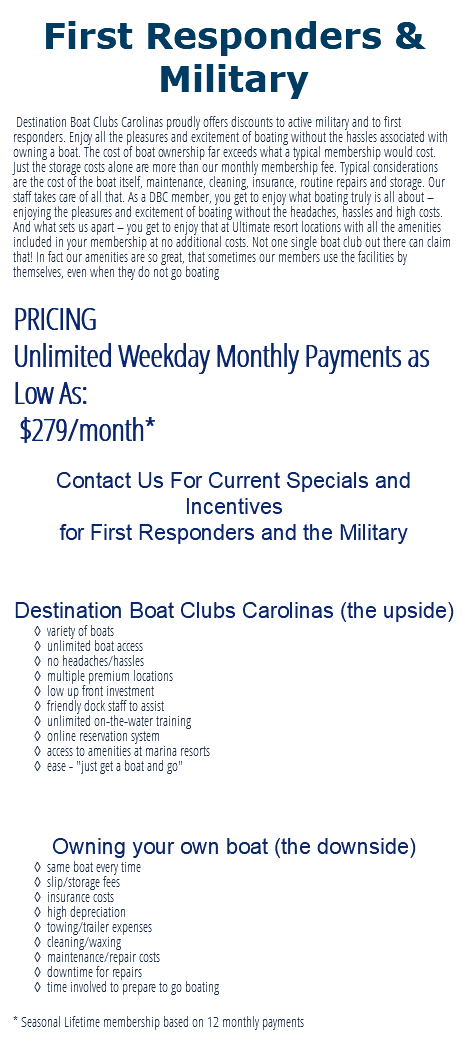 First Responders &
Military
Destination Boat Clubs Carolinas proudly offers discounts to active military and to first
responders. Enjoy all the pleasures and excitement of boating without the hassles associated with
owning a boat. The cost of boat ownership far exceeds what a typical membership would cost.
Just the storage costs alone are more than our monthly membership fee. Typical considerations
are the cost of the boat itself, maintenance, cleaning, insurance, routine repairs and storage. Our
staff takes care of all that. As a DBC member, you get to enjoy what boating truly is all about –
enjoying the pleasures and excitement of boating without the headaches, hassles and high costs.
And what sets us apart – you get to enjoy that at Ultimate resort locations with all the amenities
included in your membership at no additional costs. Not one single boat club out there can claim
that! In fact our amenities are so great, that sometimes our members use the facilities by
themselves, even when they do not go boating
PRICING
Unlimited Weekday Monthly Payments as
Low As:
$279/month*
Contact Us For Current Specials and
Incentives
for First Responders and the Military
Destination Boat Clubs Carolinas (the upside)
◊ variety of boats
◊ unlimited boat access
◊ no headaches/hassles
◊ multiple premium locations
◊ low up front investment
◊ friendly dock staff to assist
◊ unlimited on-the-water training
◊ online reservation system
◊ access to amenities at marina resorts
◊ ease - "just get a boat and go"
Owning your own boat (the downside)
◊ same boat every time
◊ slip/storage fees
◊ insurance costs
◊ high depreciation
◊ towing/trailer expenses
◊ cleaning/waxing
◊ maintenance/repair costs
◊ downtime for repairs
◊ time involved to prepare to go boating
* Seasonal Lifetime membership based on 12 monthly payments